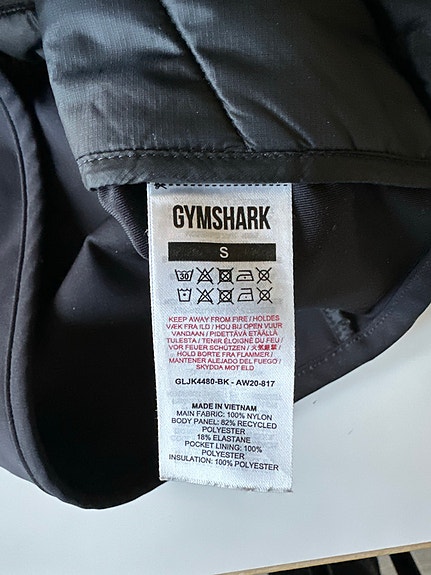 GYMSHARK
S
30
KEEP AWAY FROM FIRE / HOLDES
VÆK FRA ILD / HOU BIJ OPEN VUUR
VANDAAN / PIDETTÄVÄ ETÄÄLLÄ
TULESTA / TENIR ÉLOIGNÉ DU FEU /
VOR FEUER SCHÜTZEN / 火気厳禁 /
HOLD BORTE FRA FLAMMER /
MANTENER ALEJADO DEL FUEGO /
SKYDDA MOT ELD
GLJK4480-BK - AW20-817
MADE IN VIETNAM
MAIN FABRIC: 100% NYLON
BODY PANEL: 82% RECYCLED
POLYESTER
18% ELASTANE
POCKET LINING: 100%
POLYESTER
INSULATION: 100% POLYESTER